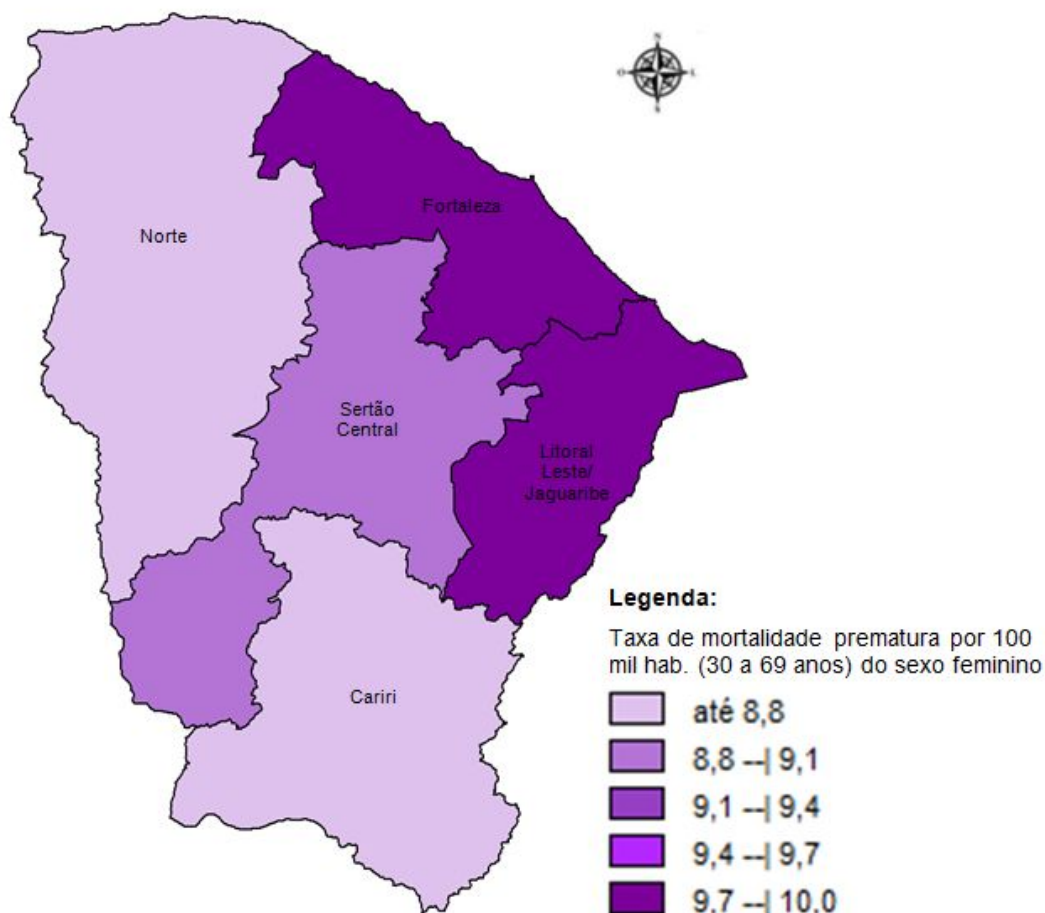 N
O
L
S
Fortaleza
Norte
Sertão
Central
Litoral
Leste/
Jaguaribe
Cariri
Legenda:
Taxa de mortalidade prematura por 100
mil hab. (30 a 69 anos) do sexo feminino
até 8,8
8,8 --| 9,1
9,1 --| 9,4
9,4 --| 9,7
9,7 --| 10,0